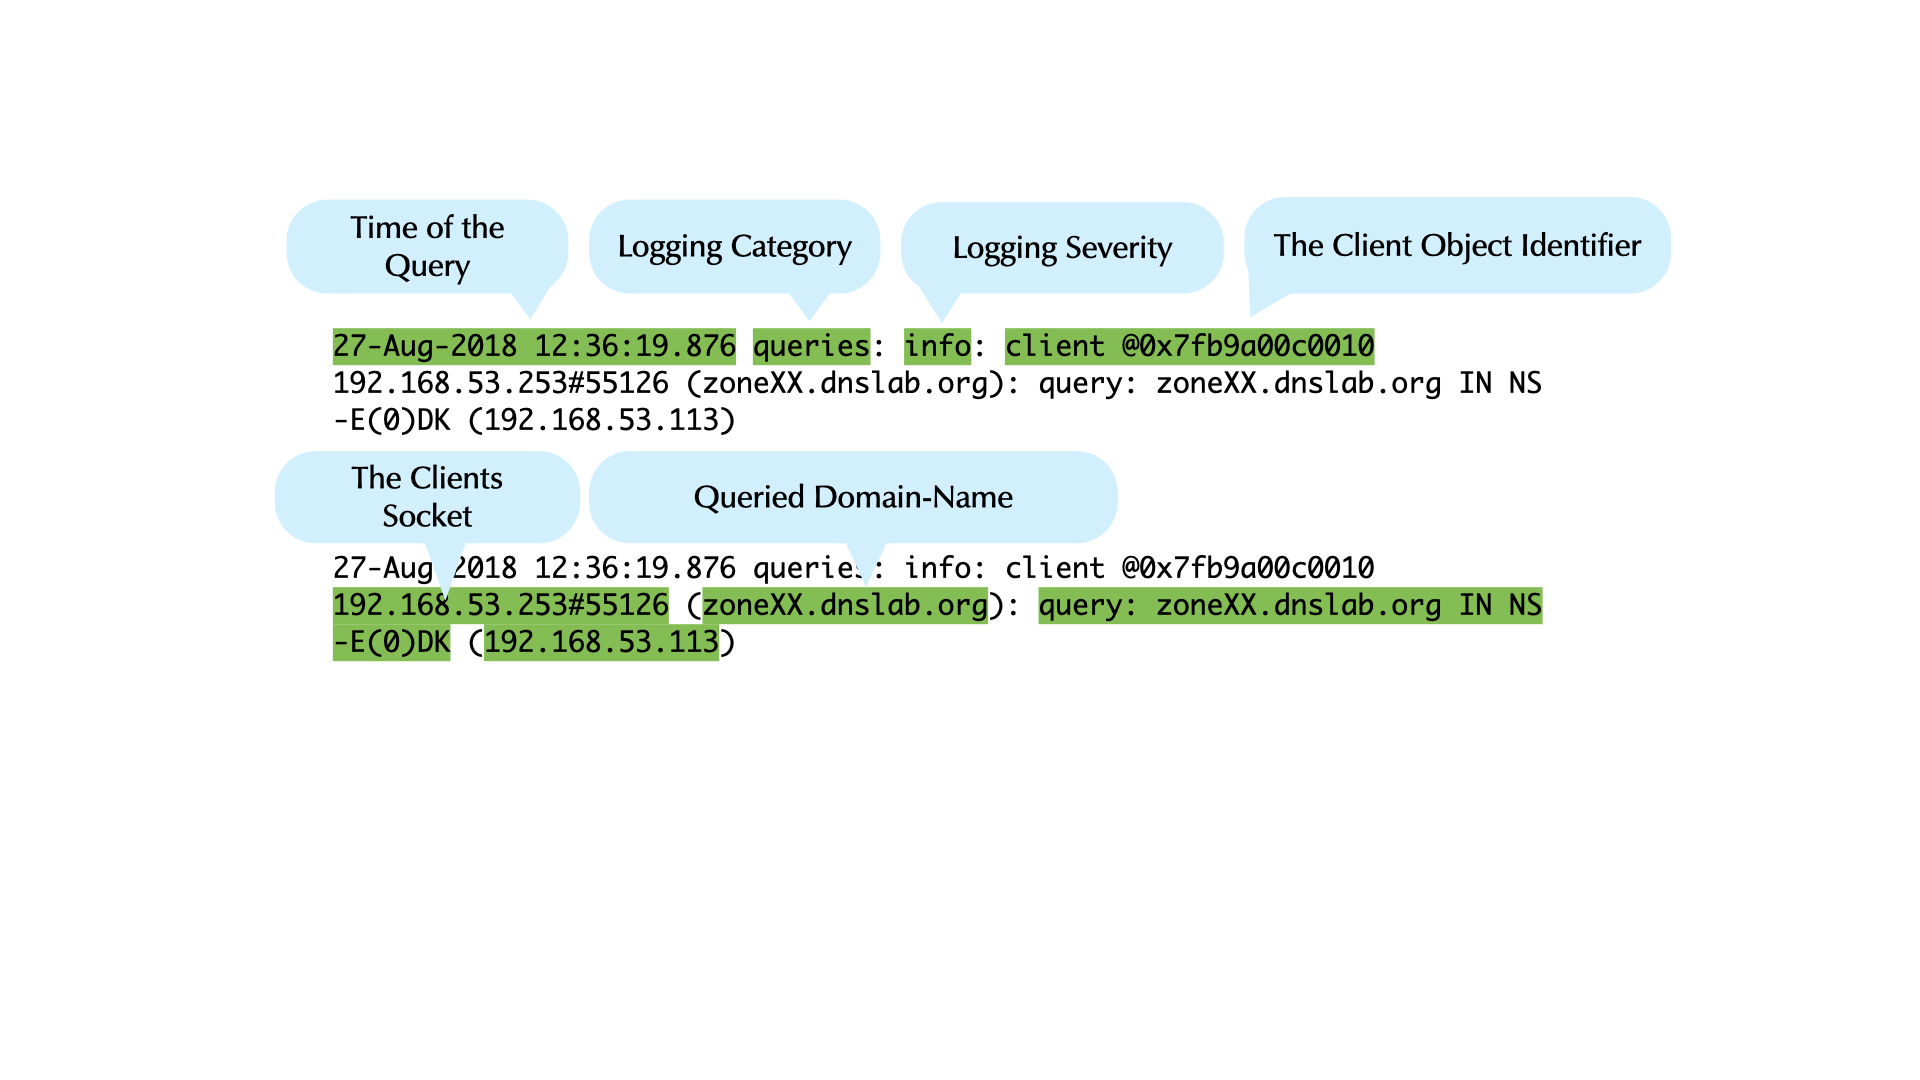 Time of the
Query
Logging Category
Logging Severity
The Client Object Identifier
27-Aug-2018 12:36:19.876 queries: info: client @0x7fb9a00c0010
192.168.53.253#55126 (zoneXX.dnslab.org): query: zoneXX.dnslab.org IN NS
-E(0)DK (192.168.53.113)
The Clients
Socket
Queried Domain-Name
27-Aug-2018 12:36:19.876 queries: info: client @0x7fb9a00c0010
192.168.53.253#55126 (zoneXX.dnslab.org): query: zoneXX.dnslab.org IN NS
-E(0)DK (192.168.53.113)